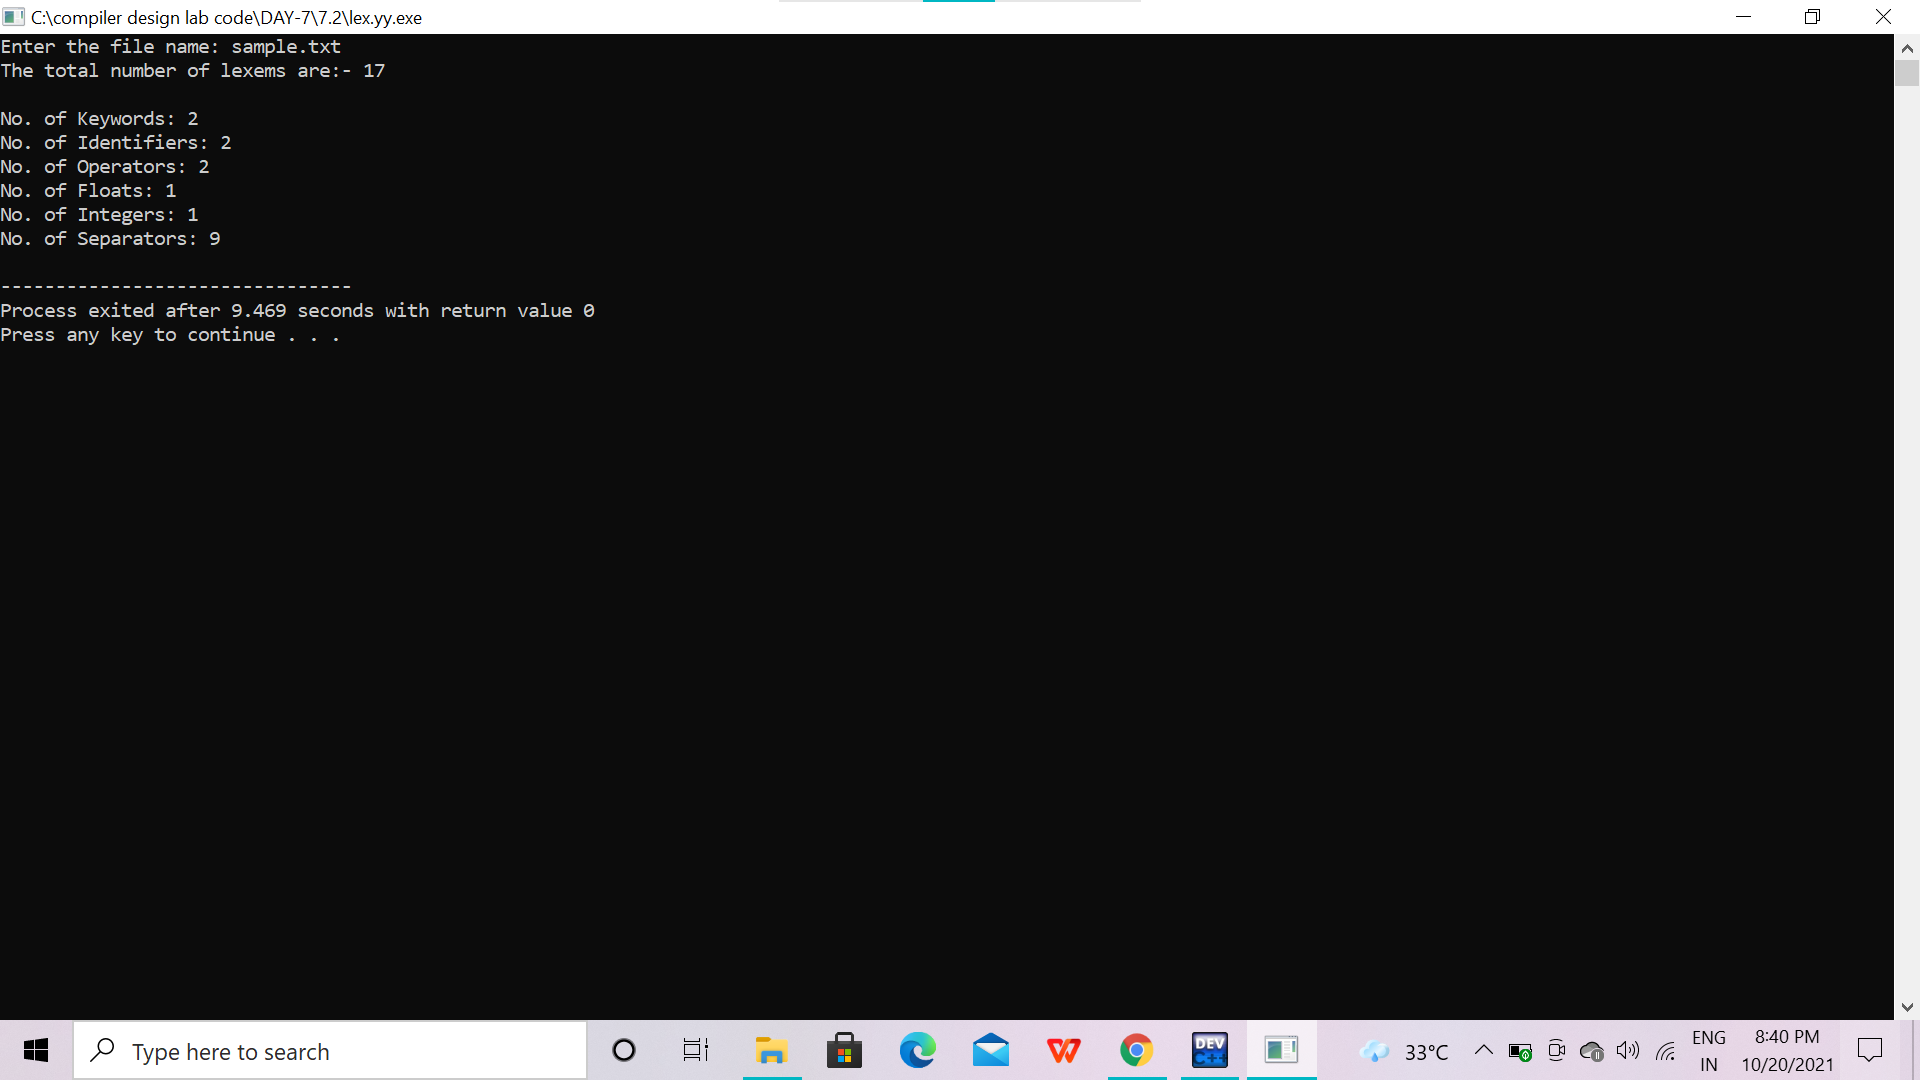 C:\compiler design lab code\DAY-7\7.2\lex.yy.exe
Enter the file name: sample.txt
The total number of lexems are:- 17
No. of Keywords: 2
No. of Identifiers: 2
No. of Operators: 2
No. of Floats: 1
No. of Integers: 1
No. of Separators: 9
--------------------------------
Process exited after 9.469 seconds with return value 0
Press any key to continue . . .
Type here to search
W
DEV
C++
33°C
ENG
IN
8:40 PM
10/20/2021